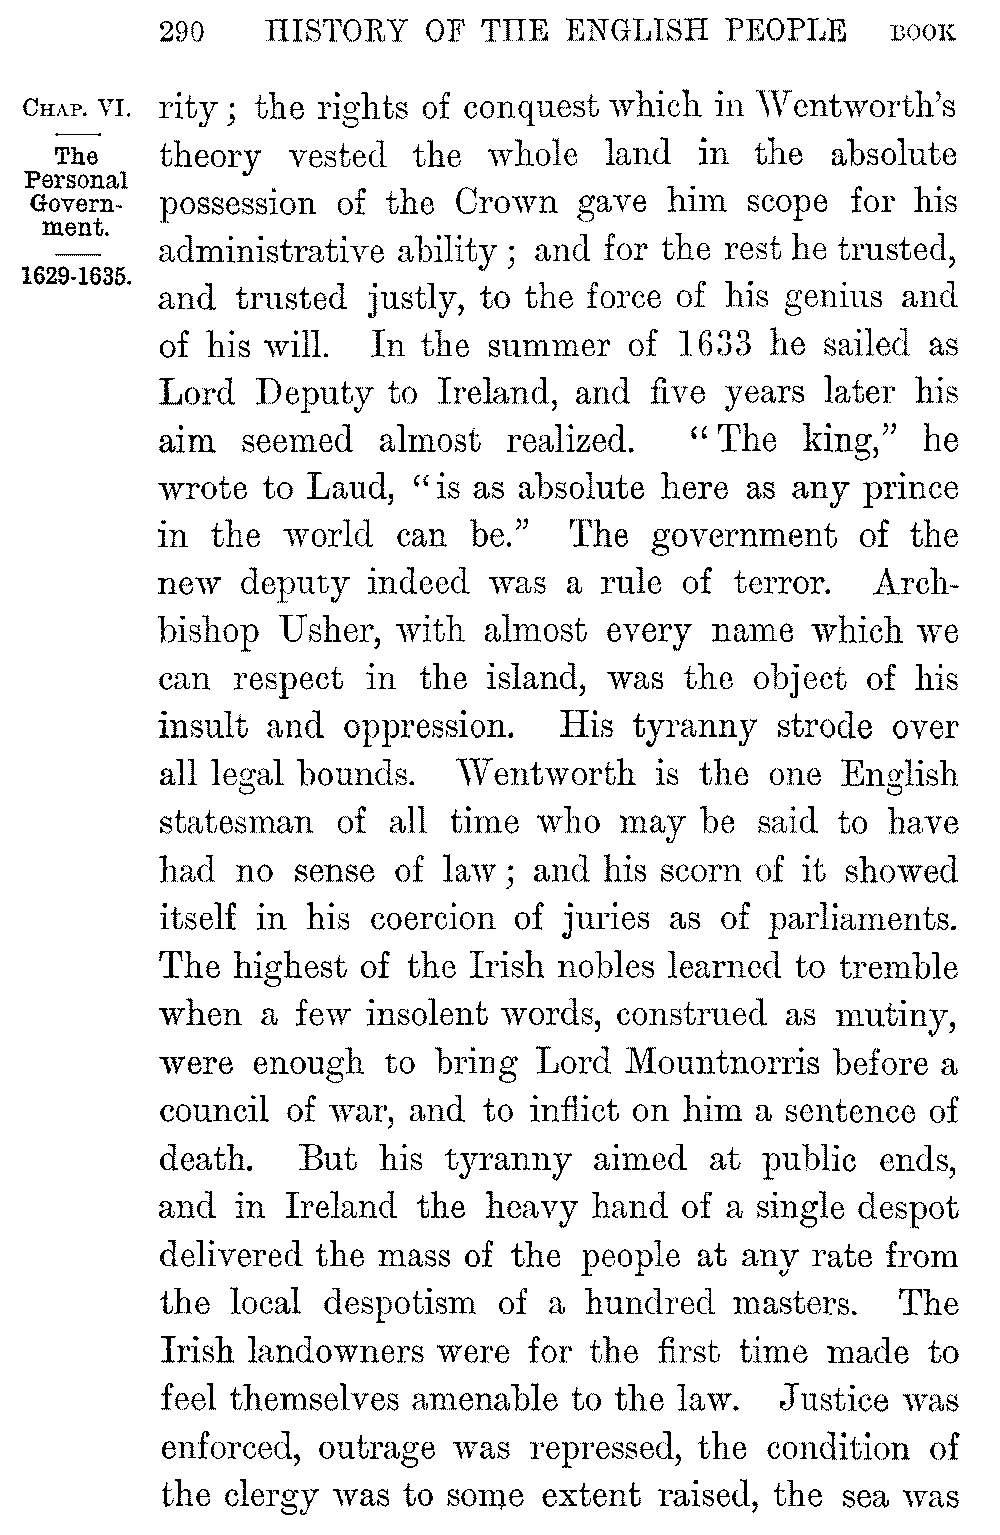 290 HISTORY OF THE ENGLISH PEOPLE BOOK
CHAP. VI.
The
Personal
Govern-
ment.
1629-1635.
rity; the rights of conquest which in Wentworth's
theory vested the whole land in the absolute
possession of the Crown gave him scope for his
administrative ability; and for the rest he trusted,
and trusted justly, to the force of his genius and
of his will. In the summer of 1633 he sailed as
Lord Deputy to Ireland, and five years later his
aim seemed almost realized. "The king," he
wrote to Laud, "is as absolute here as any prince
in the world can be." The government of the
new deputy indeed was a rule of terror. Arch-
bishop Usher, with almost every name which we
can respect in the island, was the object of his
insult and oppression. His tyranny strode over
all legal bounds. Wentworth is the one English
statesman of all time who may be said to have
had no sense of law; and his scorn of it showed
itself in his coercion of juries as of parliaments.
The highest of the Irish nobles learned to tremble
when a few insolent words, construed as mutiny,
were enough to bring Lord Mountnorris before a
council of war, and to inflict on him a sentence of
death. But his tyranny aimed at public ends,
and in Ireland the heavy hand of a single despot
delivered the mass of the people at any rate from
the local despotism of a hundred masters. The
Irish landowners were for the first time made to
feel themselves amenable to the law. Justice was
enforced, outrage was repressed, the condition of
the clergy was to some extent raised, the sea was